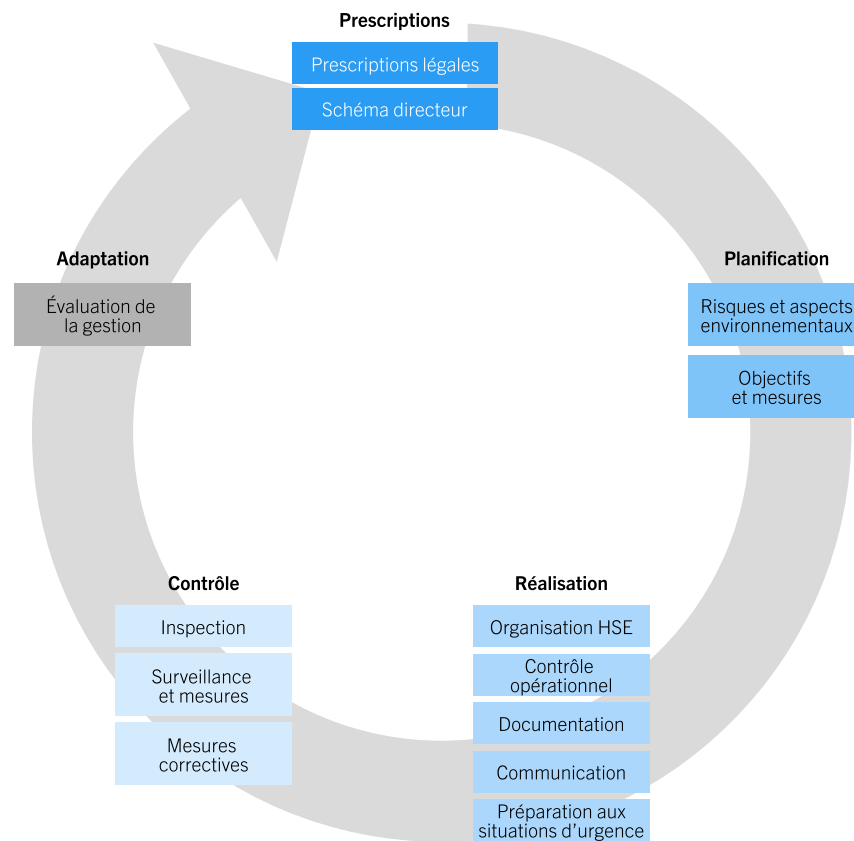 Prescriptions
Prescriptions légales
Schéma directeur
Planification
Risques et aspects
environnementaux
Objectifs
et mesures
Réalisation
Organisation HSE
Contrôle
opérationnel
Documentation
Communication
Préparation aux
situations d’urgence
Contrôle
Inspection
Surveillance
et mesures
Mesures
correctives
Adaptation
Évaluation de
la gestion